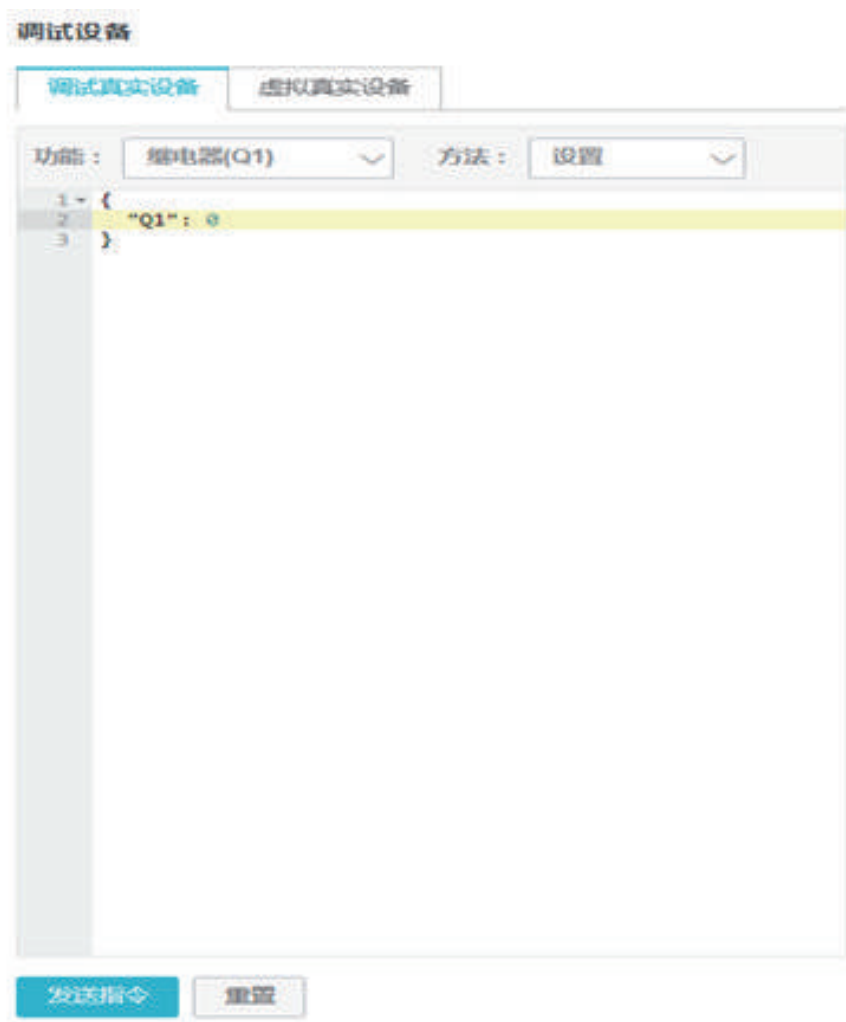 调试设备
调试真实设备 虚拟真实设备
功能： 继电器(Q1) 方法： 设置
1 {
2 "Q1": 0
3 }
发送指令 重置